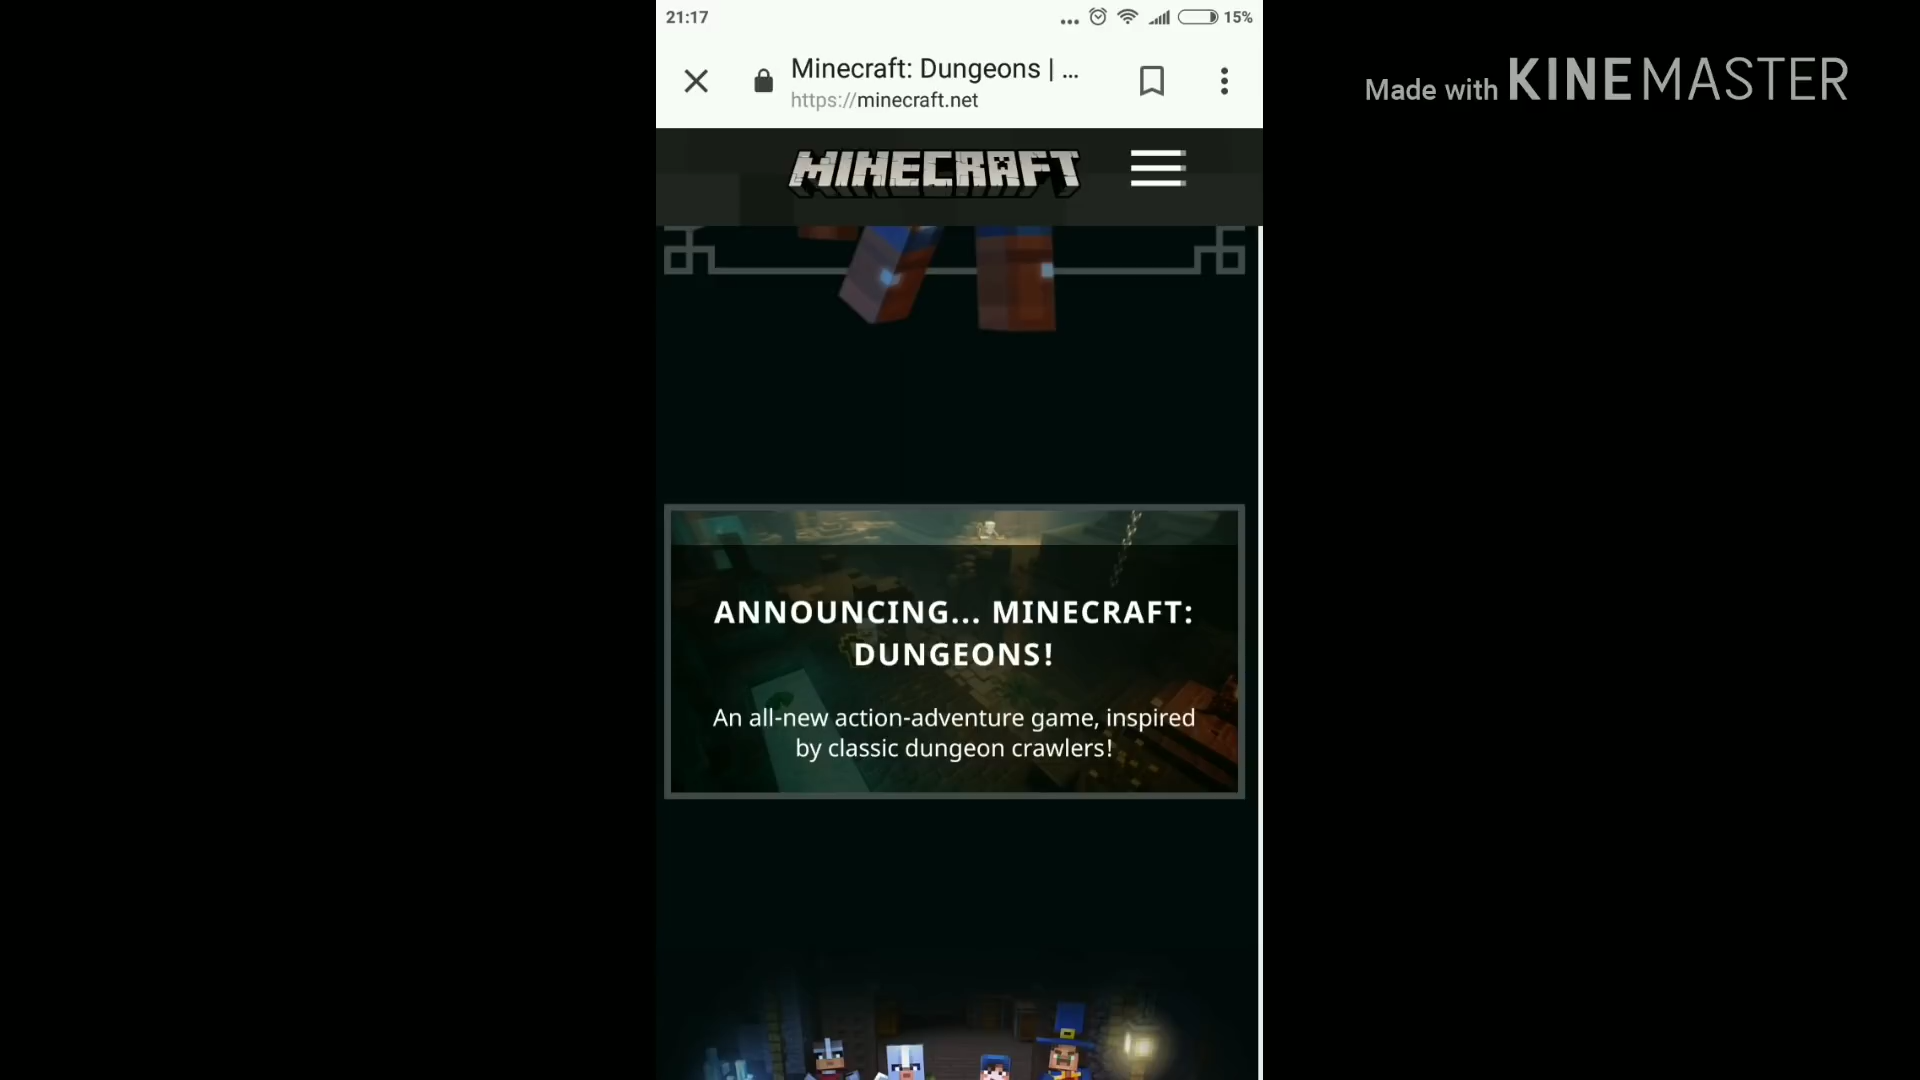 21:17
15%
Minecraft: Dungeons | ...
https://minecraft.net
Made with KINEMASTER
MINECRAFT
ANNOUNCING... MINECRAFT:
DUNGEONS!
An all-new action-adventure game, inspired
by classic dungeon crawlers!